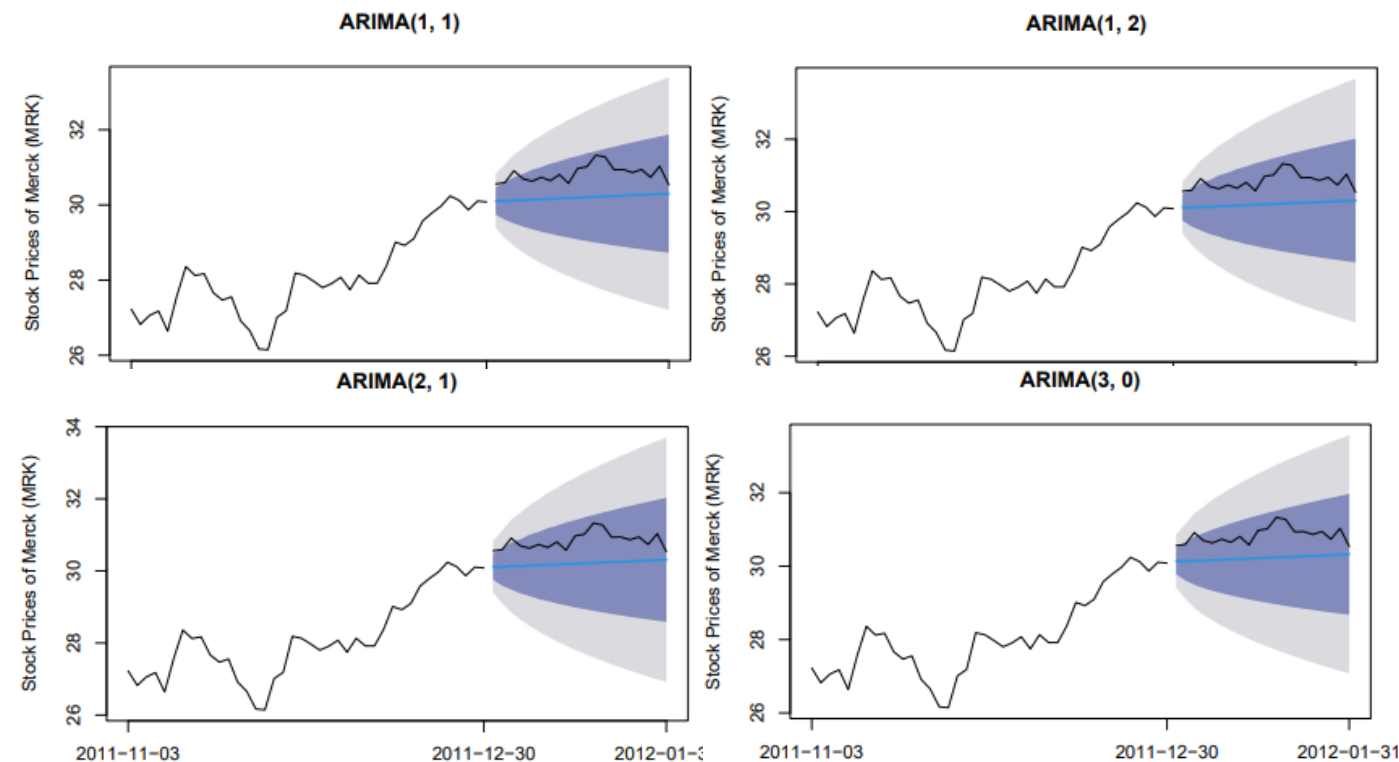 ARIMA(1, 1)
Stock Prices of Merck (MRK)
32
30
28
26
ARIMA(1, 2)
Stock Prices of Merck (MRK)
32
30
28
26
ARIMA(2, 1)
Stock Prices of Merck (MRK)
34
32
30
28
26
2011−11−03
2011−12−30
2012−01−3
ARIMA(3, 0)
Stock Prices of Merck (MRK)
32
30
28
26
2011−11−03
2011−12−30
2012−01−31